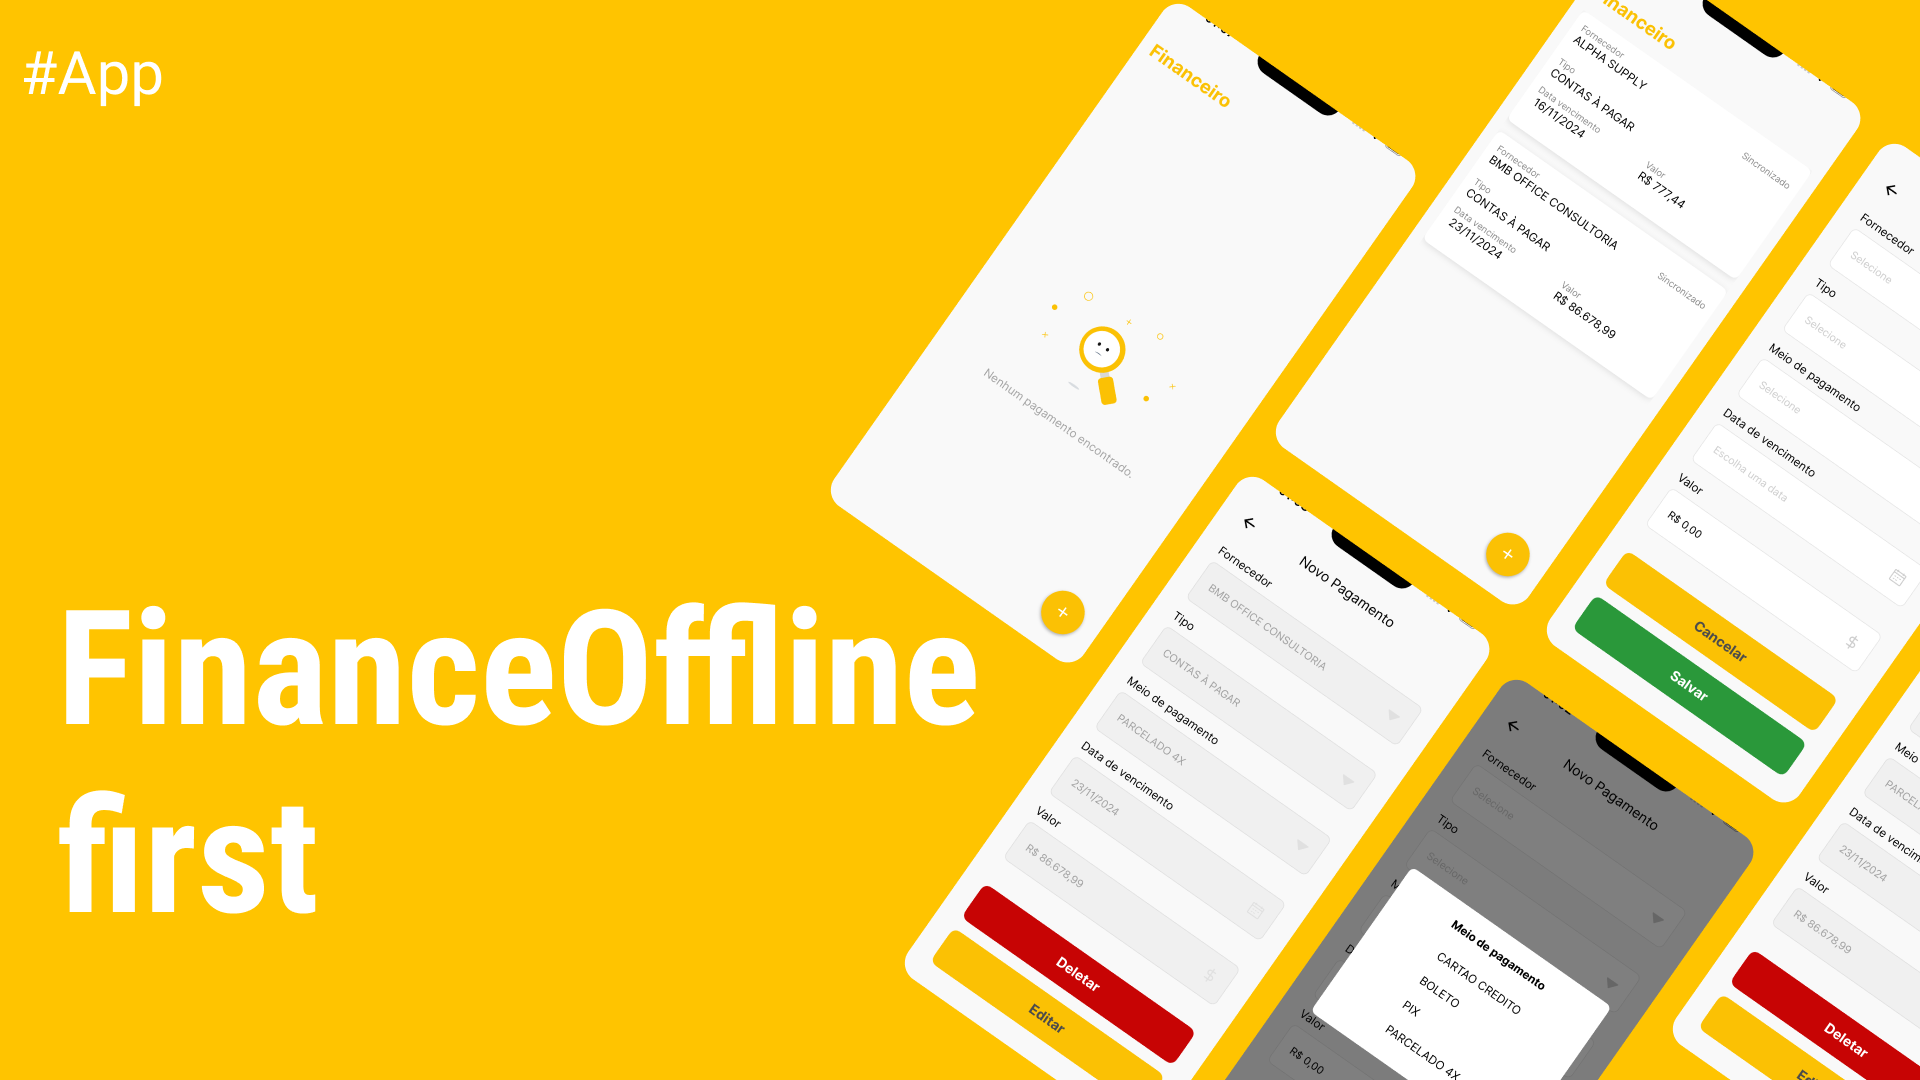 #App
FinanceOffline
first
Financeiro
Nenhum pagamento encontrado.
+
Financeiro
Fornecedor
ALPHA SUPPLY
Tipo
CONTAS À PAGAR
Data vencimento
16/11/2024
Valor
R$ 777,44
Sincronizado
Fornecedor
BMB OFFICE CONSULTORIA
Tipo
CONTAS À PAGAR
Data vencimento
23/11/2024
Valor
R$ 86.678,99
Sincronizado
+
Fornecedor
Selecione
Tipo
Selecione
Meio de pagamento
Selecione
Data de vencimento
Escolha uma data
Valor
R$ 0,00
$
Cancelar
Salvar
Novo Pagamento
Fornecedor
BMB OFFICE CONSULTORIA
Tipo
CONTAS À PAGAR
Meio de pagamento
PARCELADO 4X
Data de vencimento
23/11/2024
Valor
R$ 86.678,99
$
Deletar
Editar
Novo Pagamento
Fornecedor
Selecione
Tipo
Selecione
Valor
R$ 0,00
Meio de pagamento
CARTAO CREDITO
BOLETO
PIX
PARCELADO 4X
Meio
PARCEL
Data de vencim
23/11/2024
Valor
R$ 86.678,99
Deletar